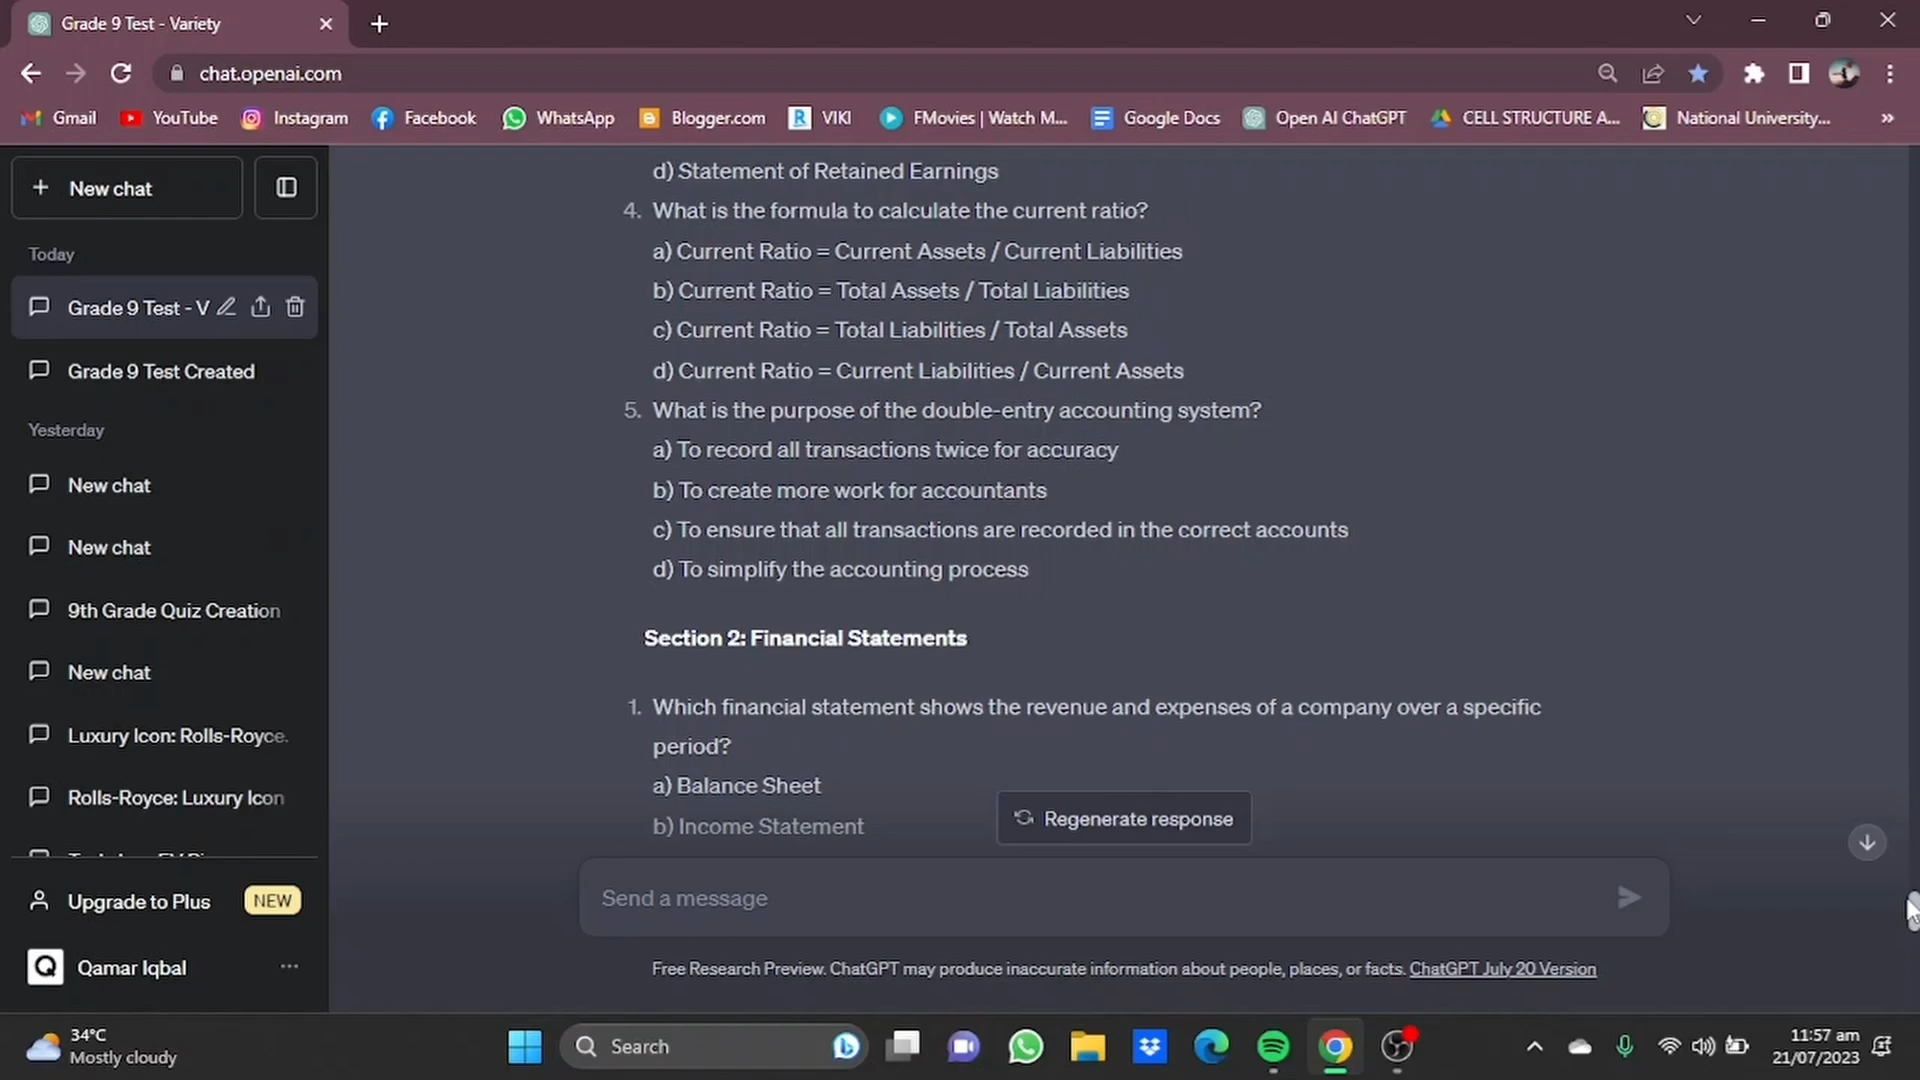 Grade 9 Test - Variety
chat.openai.com
Gmail YouTube Instagram Facebook WhatsApp Blogger.com VIKI FMovies | Watch M... Google Docs Open AI ChatGPT CELL STRUCTURE A... National University... »
New chat
Today
Grade 9 Test - V
Grade 9 Test Created
Yesterday
New chat
New chat
9th Grade Quiz Creation
New chat
Luxury Icon: Rolls-Royce.
Rolls-Royce: Luxury Icon
Upgrade to Plus NEW
Q Qamar Iqbal ...
d) Statement of Retained Earnings
4. What is the formula to calculate the current ratio?
a) Current Ratio = Current Assets / Current Liabilities
b) Current Ratio = Total Assets / Total Liabilities
c) Current Ratio = Total Liabilities / Total Assets
d) Current Ratio = Current Liabilities / Current Assets
5. What is the purpose of the double-entry accounting system?
a) To record all transactions twice for accuracy
b) To create more work for accountants
c) To ensure that all transactions are recorded in the correct accounts
d) To simplify the accounting process
Section 2: Financial Statements
1. Which financial statement shows the revenue and expenses of a company over a specific
period?
a) Balance Sheet
b) Income Statement
Regenerate response
Send a message
Free Research Preview. ChatGPT may produce inaccurate information about people, places, or facts. ChatGPT July 20 Version
34°C
Mostly cloudy
Search
11:57 am
21/07/2023